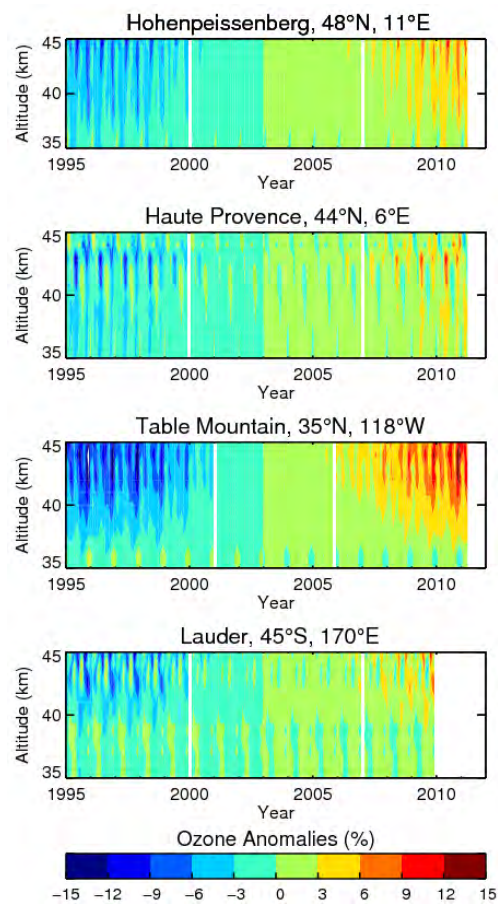 Hohenpeissenberg, 48°N, 11°E
45
40
35
Altitude (km)
1995 2000 2005 2010
Year
Haute Provence, 44°N, 6°E
45
40
35
Altitude (km)
1995 2000 2005 2010
Year
Table Mountain, 35°N, 118°W
45
40
35
Altitude (km)
1995 2000 2005 2010
Year
Lauder, 45°S, 170°E
45
40
35
Altitude (km)
1995 2000 2005 2010
Year
Ozone Anomalies (%)
−15 −12 −9 −6 −3 0 3 6 9 12 15